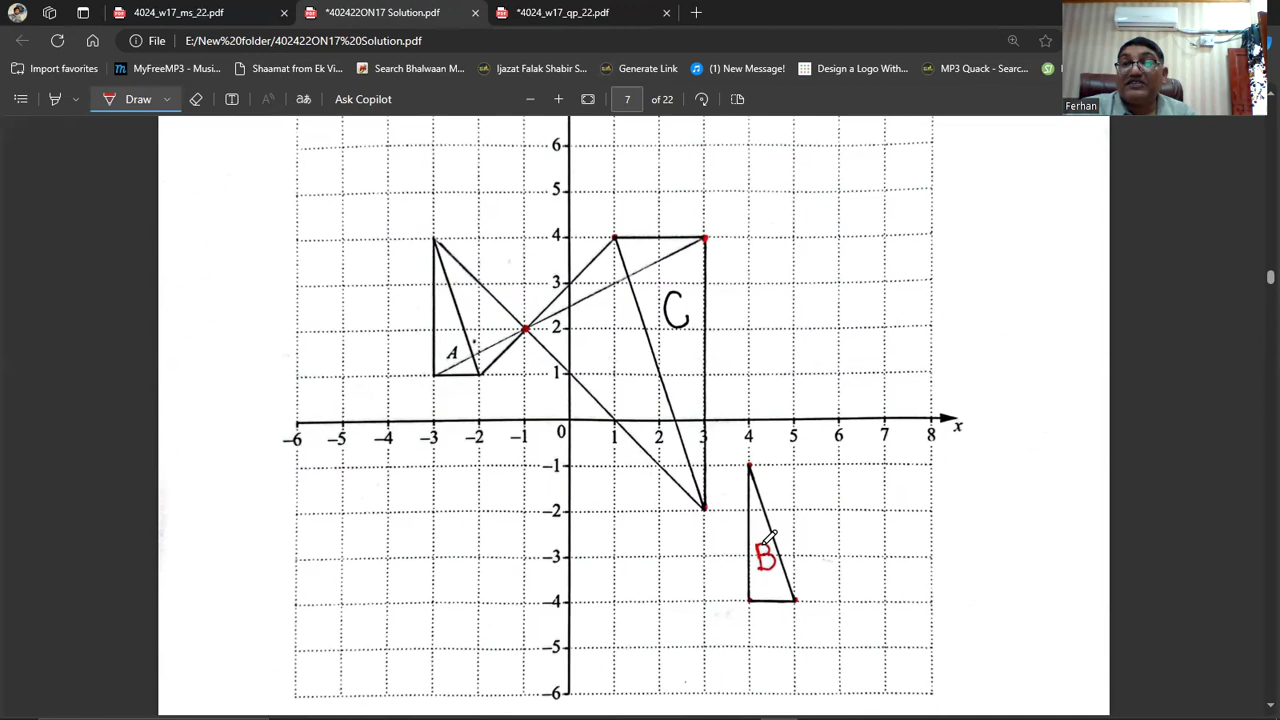 4024_w17_ms_22.pdf
*402422ON17 Solution.pdf
*4024_w17_qp_22.pdf
File
E:/New%20folder/402422ON17%20Solution.pdf
Import favorites
MyFreeMP3 - Musi...
Shaamat from Ek Vi...
Search Bhalwaan M...
Ijazat Falak Shabir S...
Generate Link
(1) New Message!
Design a Logo With...
MP3 Quack - Searc...
Draw
Ask Copilot
7 of 22
Ferhan
6
5
4
3
2
1
A
C
-6 -5 -4 -3 -2 -1 0 1 2 3 4 5 6 7 8 x
-1
-2
-3
B
-4
-5
-6